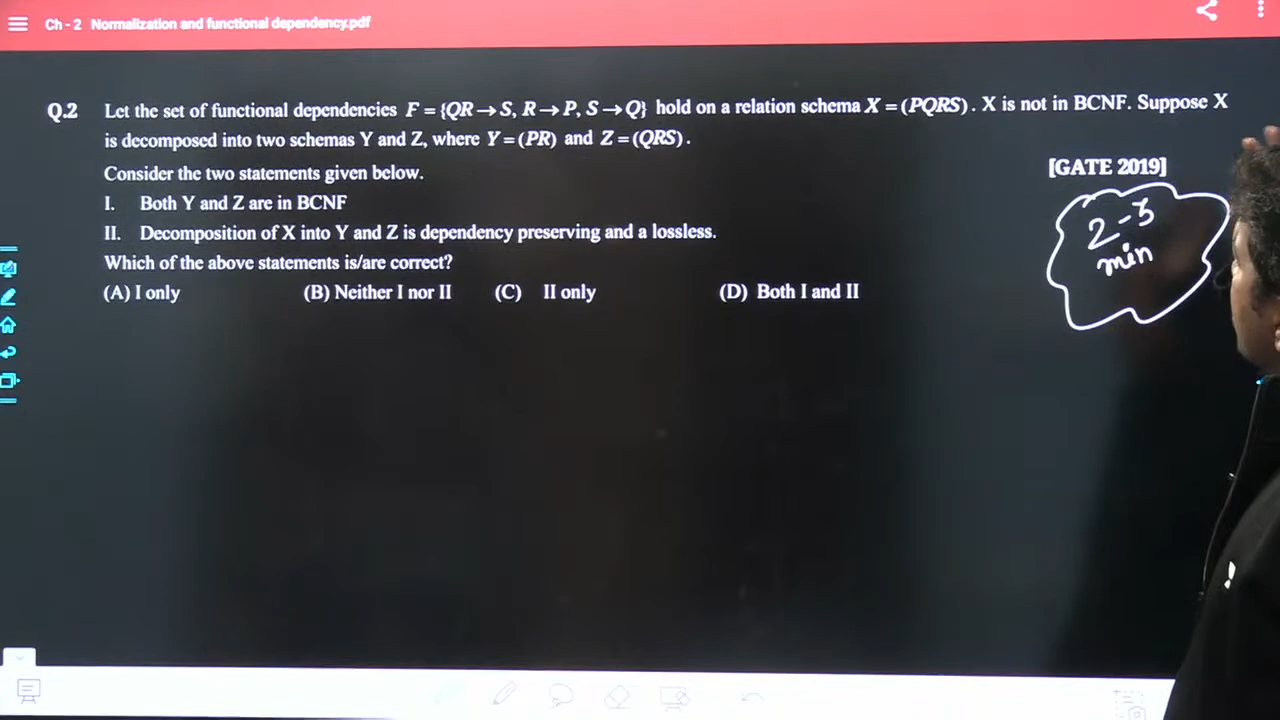 Ch - 2 Normalization and functional dependency.pdf
Q.2 Let the set of functional dependencies F = {QR → S, R → P, S → Q} hold on a relation schema X = (PQRS). X is not in BCNF. Suppose X
is decomposed into two schemas Y and Z, where Y = (PR) and Z = (QRS).
Consider the two statements given below.
[GATE 2019]
I. Both Y and Z are in BCNF
2-3
II. Decomposition of X into Y and Z is dependency preserving and a lossless.
min
Which of the above statements is/are correct?
(A) I only (B) Neither I nor II (C) II only (D) Both I and II